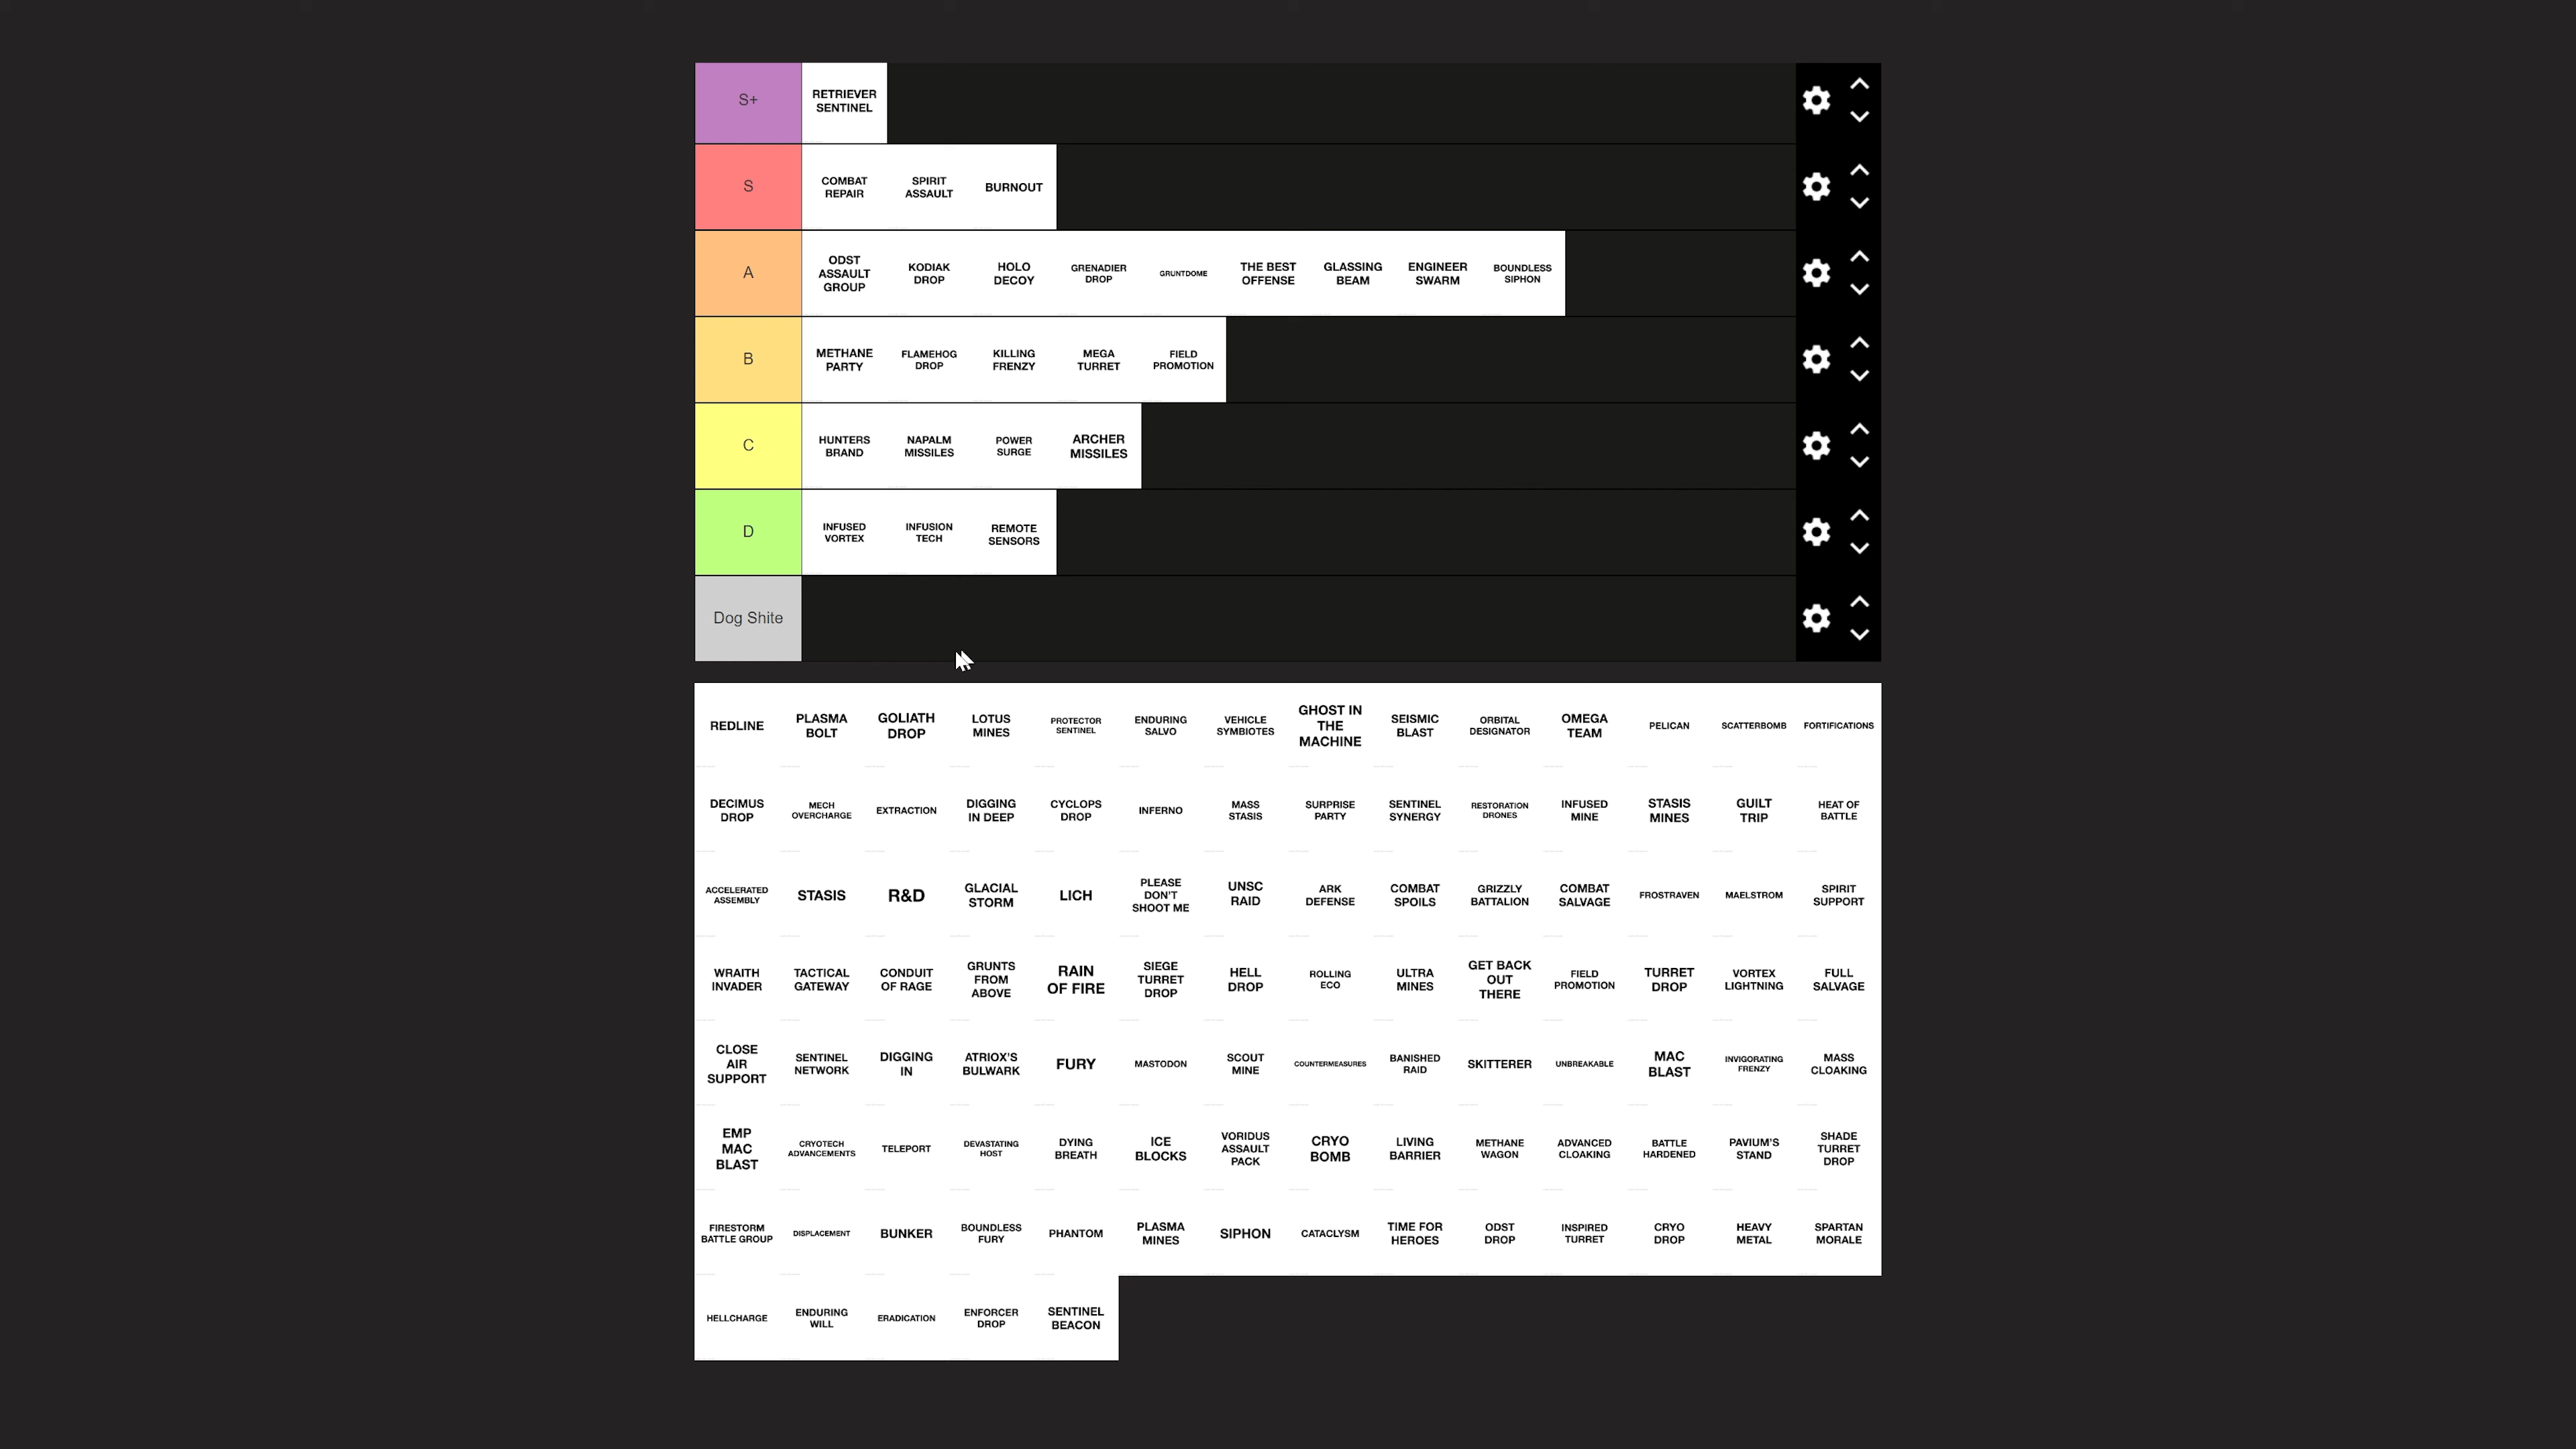 S+
RETRIEVER
SENTINEL
S
COMBAT
REPAIR
SPIRIT
ASSAULT
BURNOUT
A
ODST
ASSAULT
GROUP
KODIAK
DROP
HOLO
DECOY
GRENADIER
DROP
GRUNTDOME
THE BEST
OFFENSE
GLASSING
BEAM
ENGINEER
SWARM
BOUNDLESS
SIPHON
B
METHANE
PARTY
FLAMEHOG
DROP
KILLING
FRENZY
MEGA
TURRET
FIELD
PROMOTION
C
HUNTERS
BRAND
NAPALM
MISSILES
POWER
SURGE
ARCHER
MISSILES
D
INFUSED
VORTEX
INFUSION
TECH
REMOTE
SENSORS
Dog Shite
REDLINE
PLASMA
BOLT
GOLIATH
DROP
LOTUS
MINES
PROTECTOR
SENTINEL
ENDURING
SALVO
VEHICLE
SYMBIOTES
GHOST IN
THE
MACHINE
SEISMIC
BLAST
ORBITAL
DESIGNATOR
OMEGA
TEAM
PELICAN
SCATTERBOMB
FORTIFICATIONS
DECIMUS
DROP
MECH
OVERCHARGE
EXTRACTION
DIGGING
IN DEEP
CYCLOPS
DROP
INFERNO
MASS
STASIS
SURPRISE
PARTY
SENTINEL
SYNERGY
RESTORATION
DRONES
INFUSED
MINE
STASIS
MINES
GUILT
TRIP
HEAT OF
BATTLE
ACCELERATED
ASSEMBLY
STASIS
R&D
GLACIAL
STORM
LICH
PLEASE
DON'T
SHOOT ME
UNSC
RAID
ARK
DEFENSE
COMBAT
SPOILS
GRIZZLY
BATTALION
COMBAT
SALVAGE
FROSTRAVEN
MAELSTROM
SPIRIT
SUPPORT
WRAITH
INVADER
TACTICAL
GATEWAY
CONDUIT
OF RAGE
GRUNTS
FROM
ABOVE
RAIN
OF FIRE
SIEGE
TURRET
DROP
HELL
DROP
ROLLING
ECO
ULTRA
MINES
GET BACK
OUT
THERE
FIELD
PROMOTION
TURRET
DROP
VORTEX
LIGHTNING
FULL
SALVAGE
CLOSE
AIR
SUPPORT
SENTINEL
NETWORK
DIGGING
IN
ATRIOX'S
BULWARK
FURY
MASTODON
SCOUT
MINE
COUNTERMEASURES
BANISHED
RAID
SKITTERER
UNBREAKABLE
MAC
BLAST
INVIGORATING
FRENZY
MASS
CLOAKING
EMP
MAC
BLAST
CRYOTECH
ADVANCEMENTS
TELEPORT
DEVASTATING
HOST
DYING
BREATH
ICE
BLOCKS
VORIDUS
ASSAULT
PACK
CRYO
BOMB
LIVING
BARRIER
METHANE
WAGON
ADVANCED
CLOAKING
BATTLE
HARDENED
PAVIUM'S
STAND
SHADE
TURRET
DROP
FIRESTORM
BATTLE GROUP
DISPLACEMENT
BUNKER
BOUNDLESS
FURY
PHANTOM
PLASMA
MINES
SIPHON
CATACLYSM
TIME FOR
HEROES
ODST
DROP
INSPIRED
TURRET
CRYO
DROP
HEAVY
METAL
SPARTAN
MORALE
HELLCHARGE
ENDURING
WILL
ERADICATION
ENFORCER
DROP
SENTINEL
BEACON